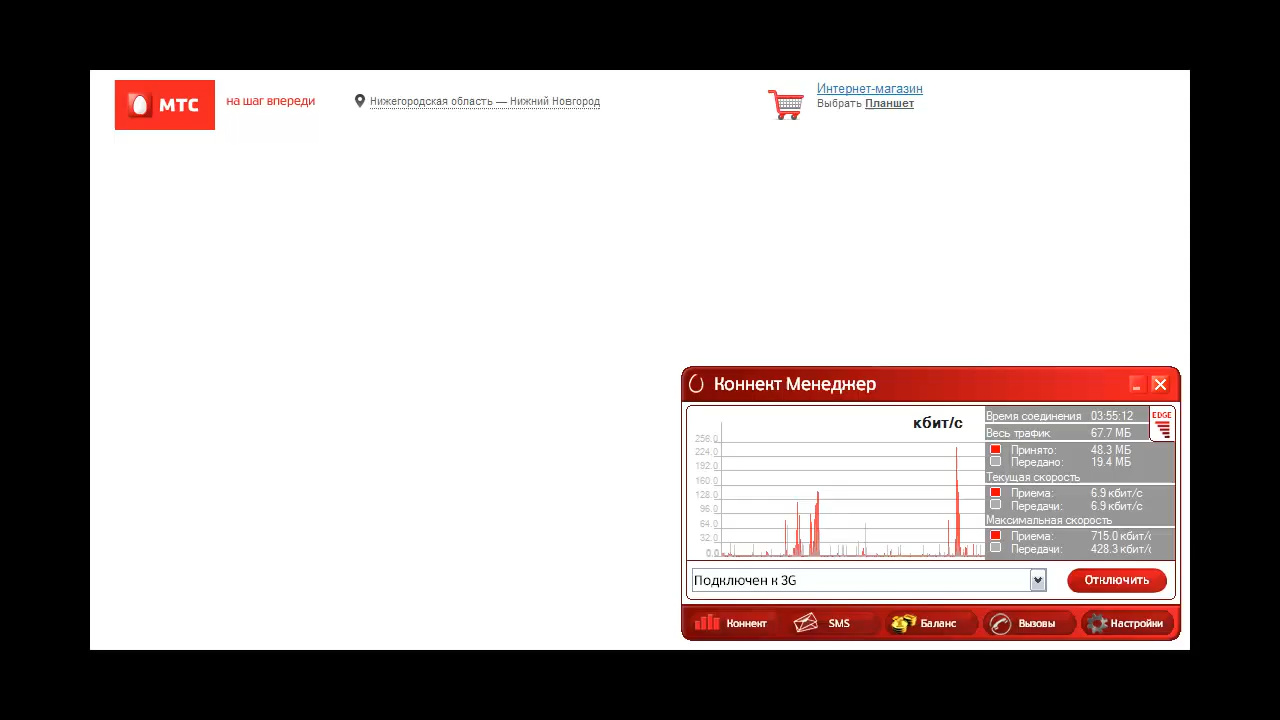 МТС
на шаг впереди
Нижегородская область — Нижний Новгород
Интернет-магазин
Выбрать Планшет
Коннект Менеджер
кбит/с
256.0
224.0
192.0
160.0
128.0
96.0
64.0
32.0
0.0
Время соединения 03:55:12
EDGE
Весь трафик 67.7 МБ
Принято: 48.3 МБ
Передано: 19.4 МБ
Текущая скорость
Приема: 6.9 кбит/с
Передачи: 6.9 кбит/с
Максимальная скорость
Приема: 715.0 кбит/с
Передачи: 428.3 кбит/с
Подключен к 3G
Отключить
Коннект
SMS
Баланс
Вызовы
Настройки